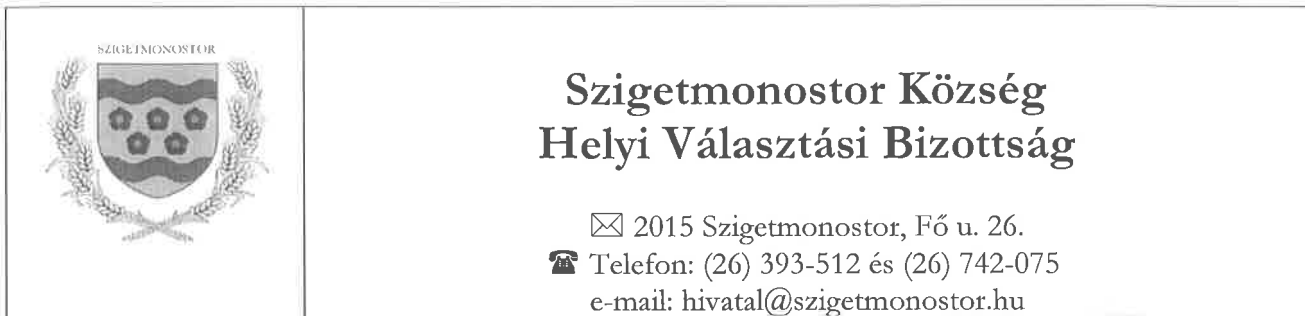 SZIGETMONOSTOR
Szigetmonostor Község
Helyi Választási Bizottság
✉ 2015 Szigetmonostor, Fő u. 26.
☎ Telefon: (26) 393-512 és (26) 742-075
e-mail: hivatal@szigetmonostor.hu